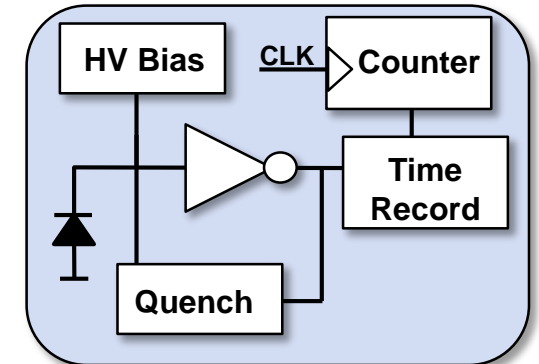 HV Bias
CLK
Counter
Time
Record
Quench